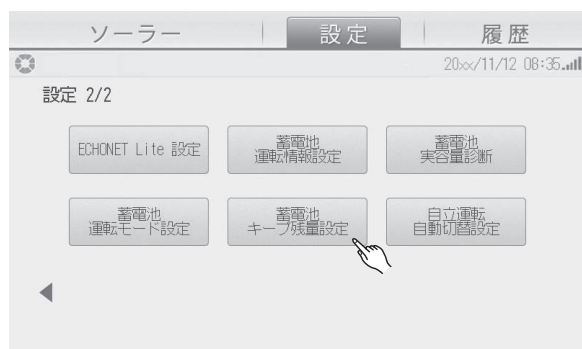 ソーラー 設定 履歴
20xx/11/12 08:35
設定 2/2
ECHONET Lite 設定
蓄電地
運転情報設定
蓄電池
実容量診断
蓄電池
運転モード設定
蓄電池
キープ残量設定
自立運転
自動切替設定